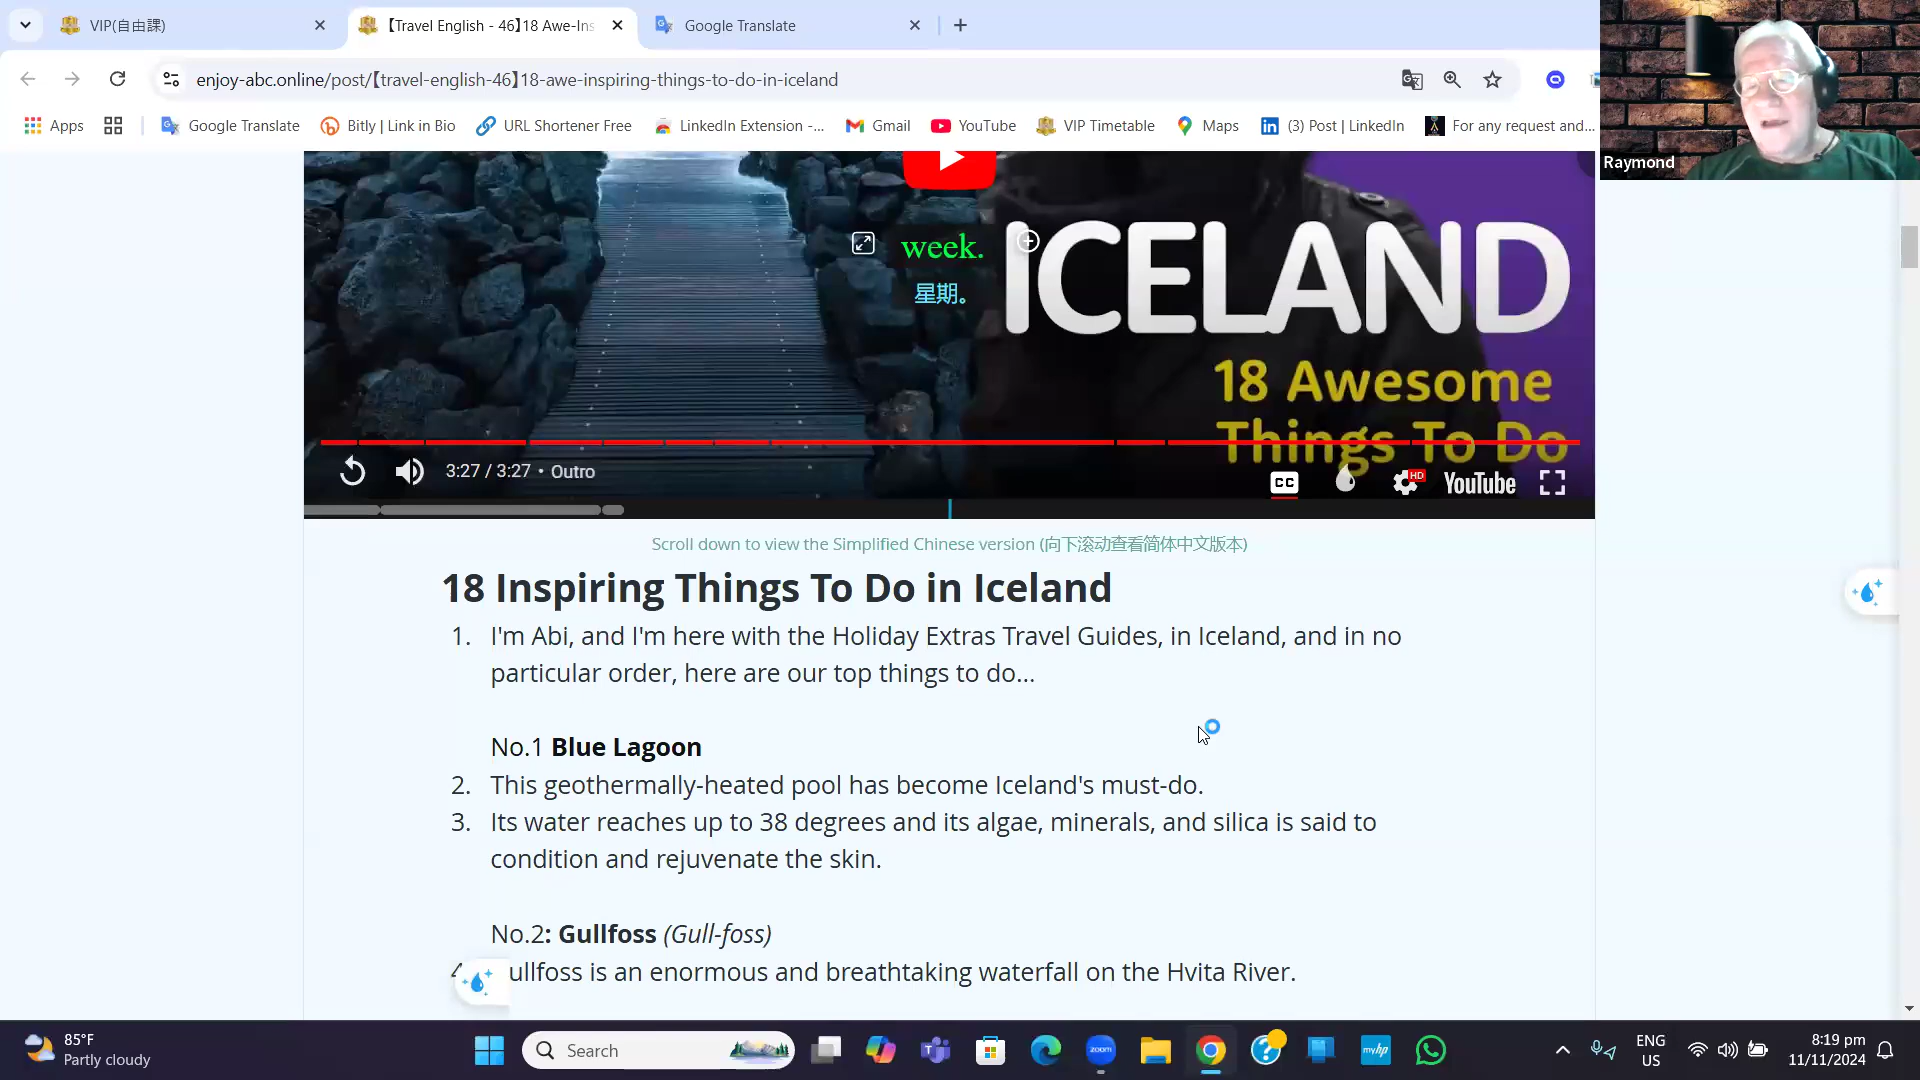 VIP(自由課)
【Travel English - 46】18 Awe-Ins
Google Translate
enjoy-abc.online/post/【travel-english-46】18-awe-inspiring-things-to-do-in-iceland
Apps
Google Translate
Bitly | Link in Bio
URL Shortener Free
LinkedIn Extension -...
Gmail
YouTube
VIP Timetable
Maps
(3) Post | LinkedIn
For any request and...
Raymond
week.
星期。
ICELAND
18 Awesome
Things To Do
3:27 / 3:27 • Outro
CC
HD
YouTube
Scroll down to view the Simplified Chinese version (向下滚动查看简体中文版本)
18 Inspiring Things To Do in Iceland
1. I'm Abi, and I'm here with the Holiday Extras Travel Guides, in Iceland, and in no
particular order, here are our top things to do...
No.1 Blue Lagoon
2. This geothermally-heated pool has become Iceland's must-do.
3. Its water reaches up to 38 degrees and its algae, minerals, and silica is said to
condition and rejuvenate the skin.
No.2: Gullfoss (Gull-foss)
ullfoss is an enormous and breathtaking waterfall on the Hvita River.
85°F
Partly cloudy
Search
zoom
myhp
ENG
US
8:19 pm
11/11/2024